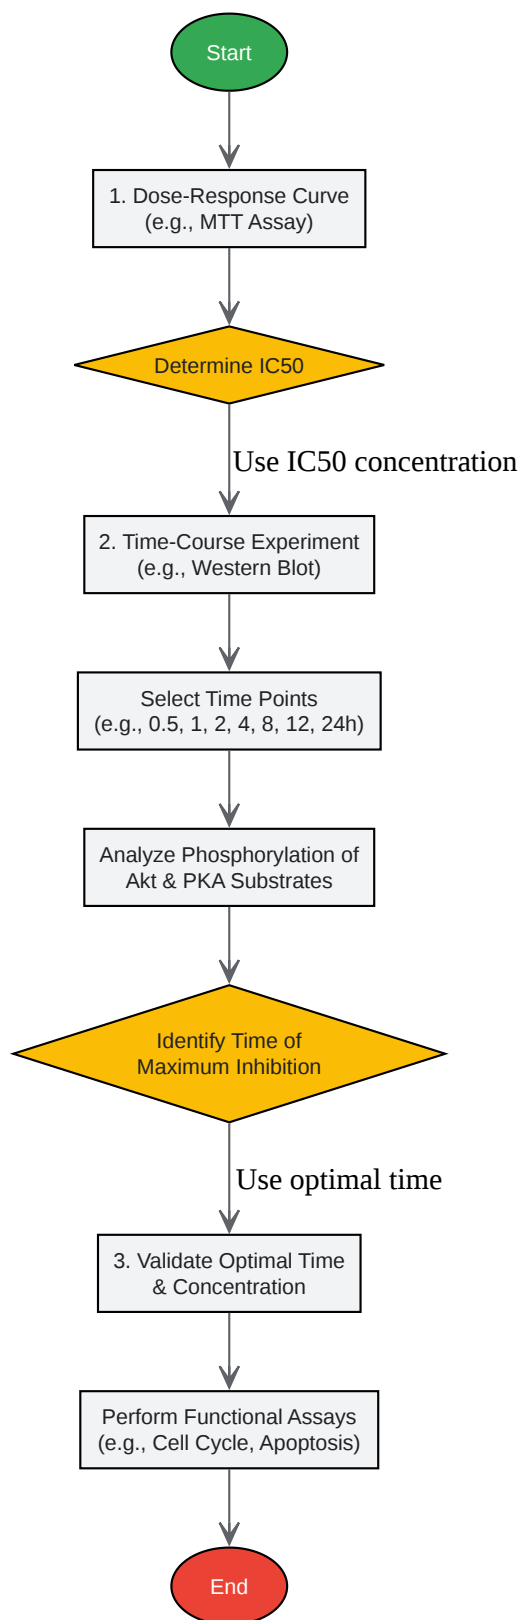 Start
1. Dose-Response Curve
(e.g., MTT Assay)
Determine IC50
Use IC50 concentration
2. Time-Course Experiment
(e.g., Western Blot)
Select Time Points
(e.g., 0.5, 1, 2, 4, 8, 12, 24h)
Analyze Phosphorylation of
Akt & PKA Substrates
Identify Time of
Maximum Inhibition
Use optimal time
3. Validate Optimal Time
& Concentration
Perform Functional Assays
(e.g., Cell Cycle, Apoptosis)
End